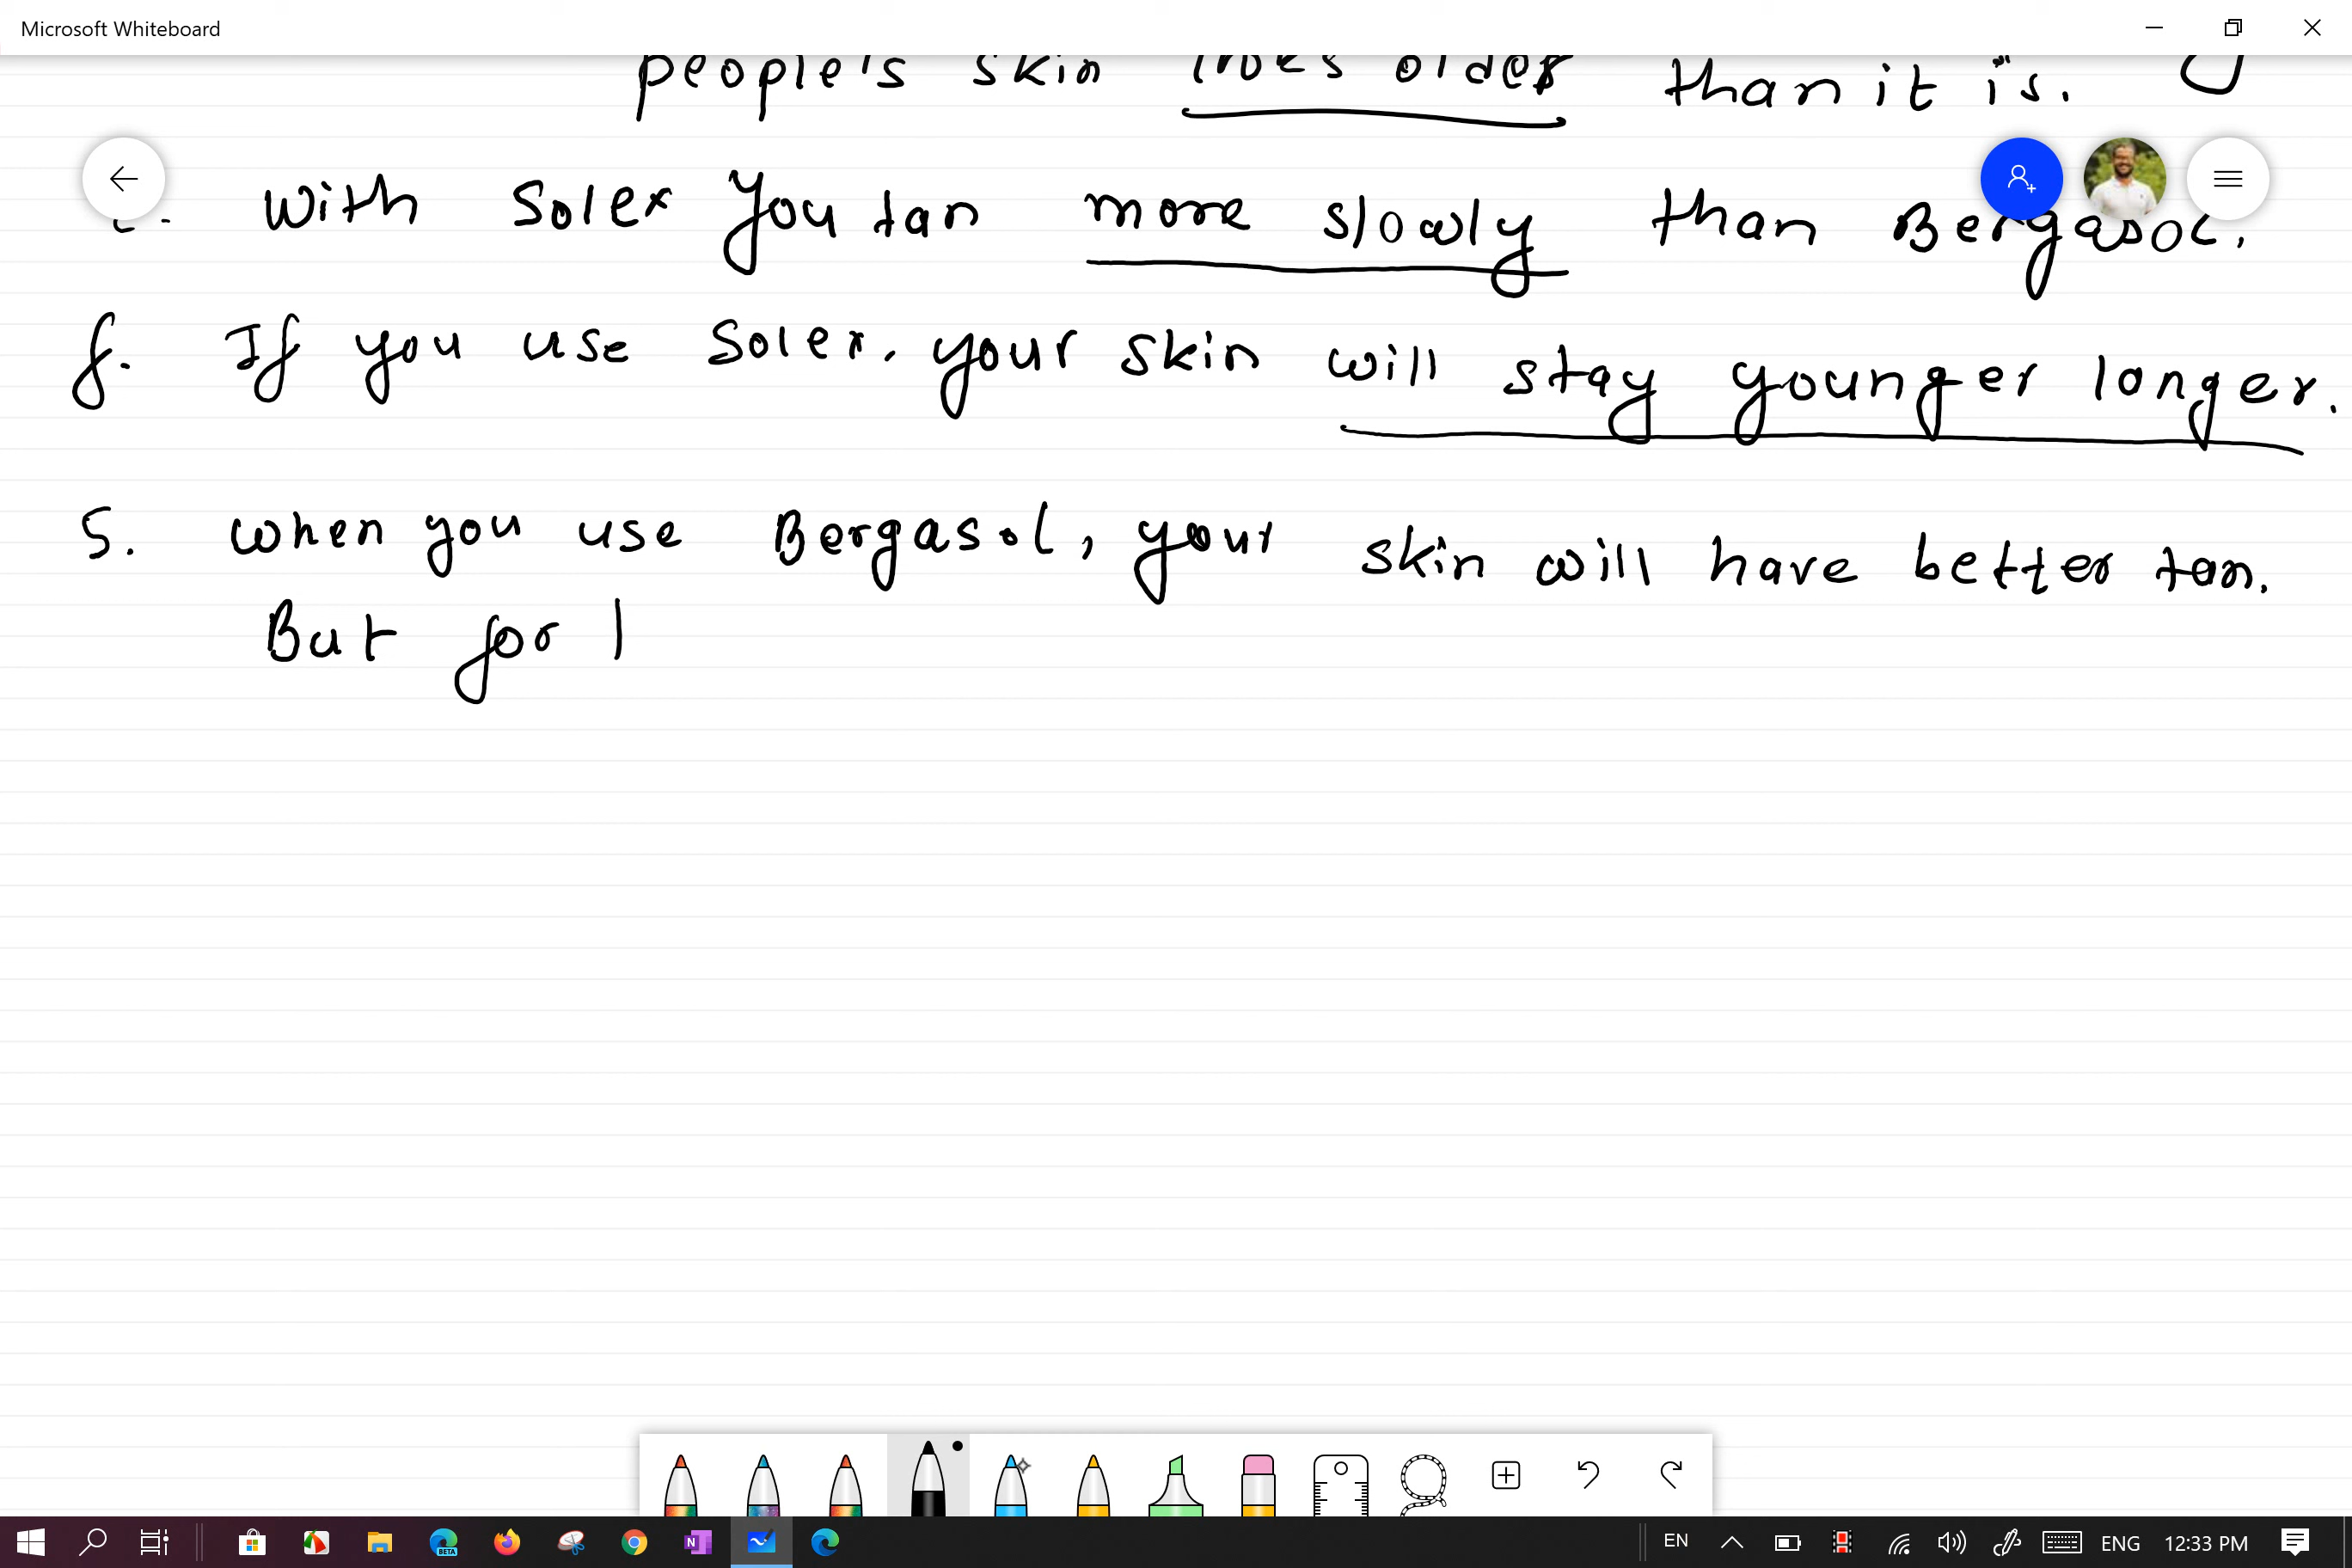 Microsoft Whiteboard
people's skin looks older than it is.
with Solex you tan more slowly than Bergasol.
f. If you use Solex. your skin will stay younger longer.
5. when you use Bergasol, your skin will have better tan.
But for l
BETA
N
EN
ENG 12:33 PM